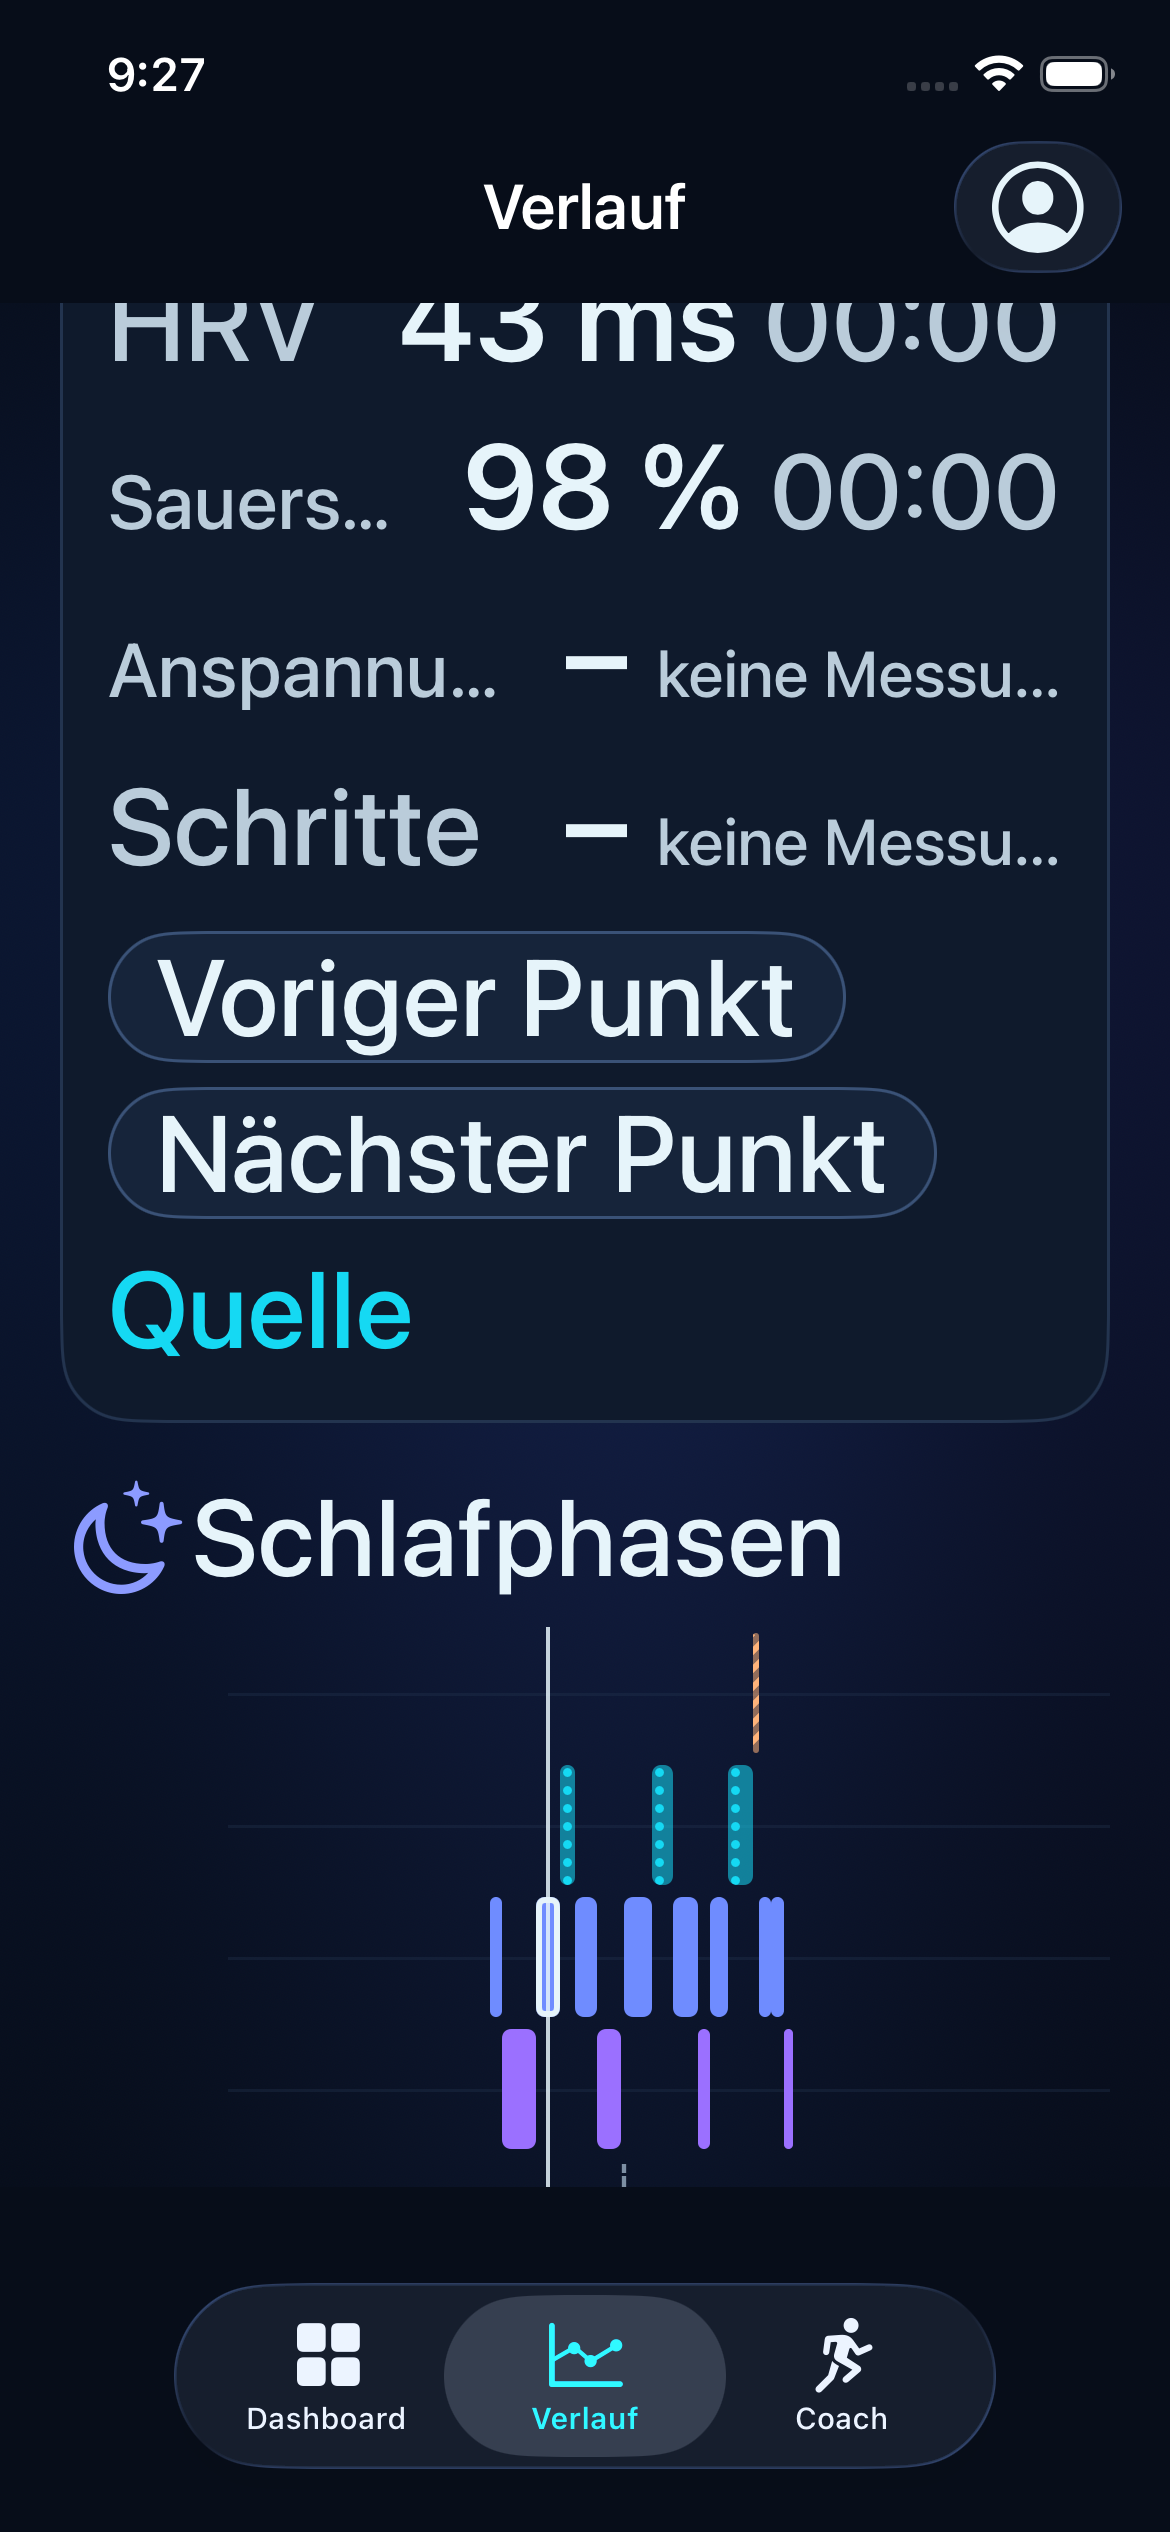 9:27
Verlauf
HRV 43 ms 00:00
Sauers... 98 % 00:00
Anspannu... – keine Messu...
Schritte – keine Messu...
Voriger Punkt
Nächster Punkt
Quelle
Schlafphasen
Dashboard Verlauf Coach